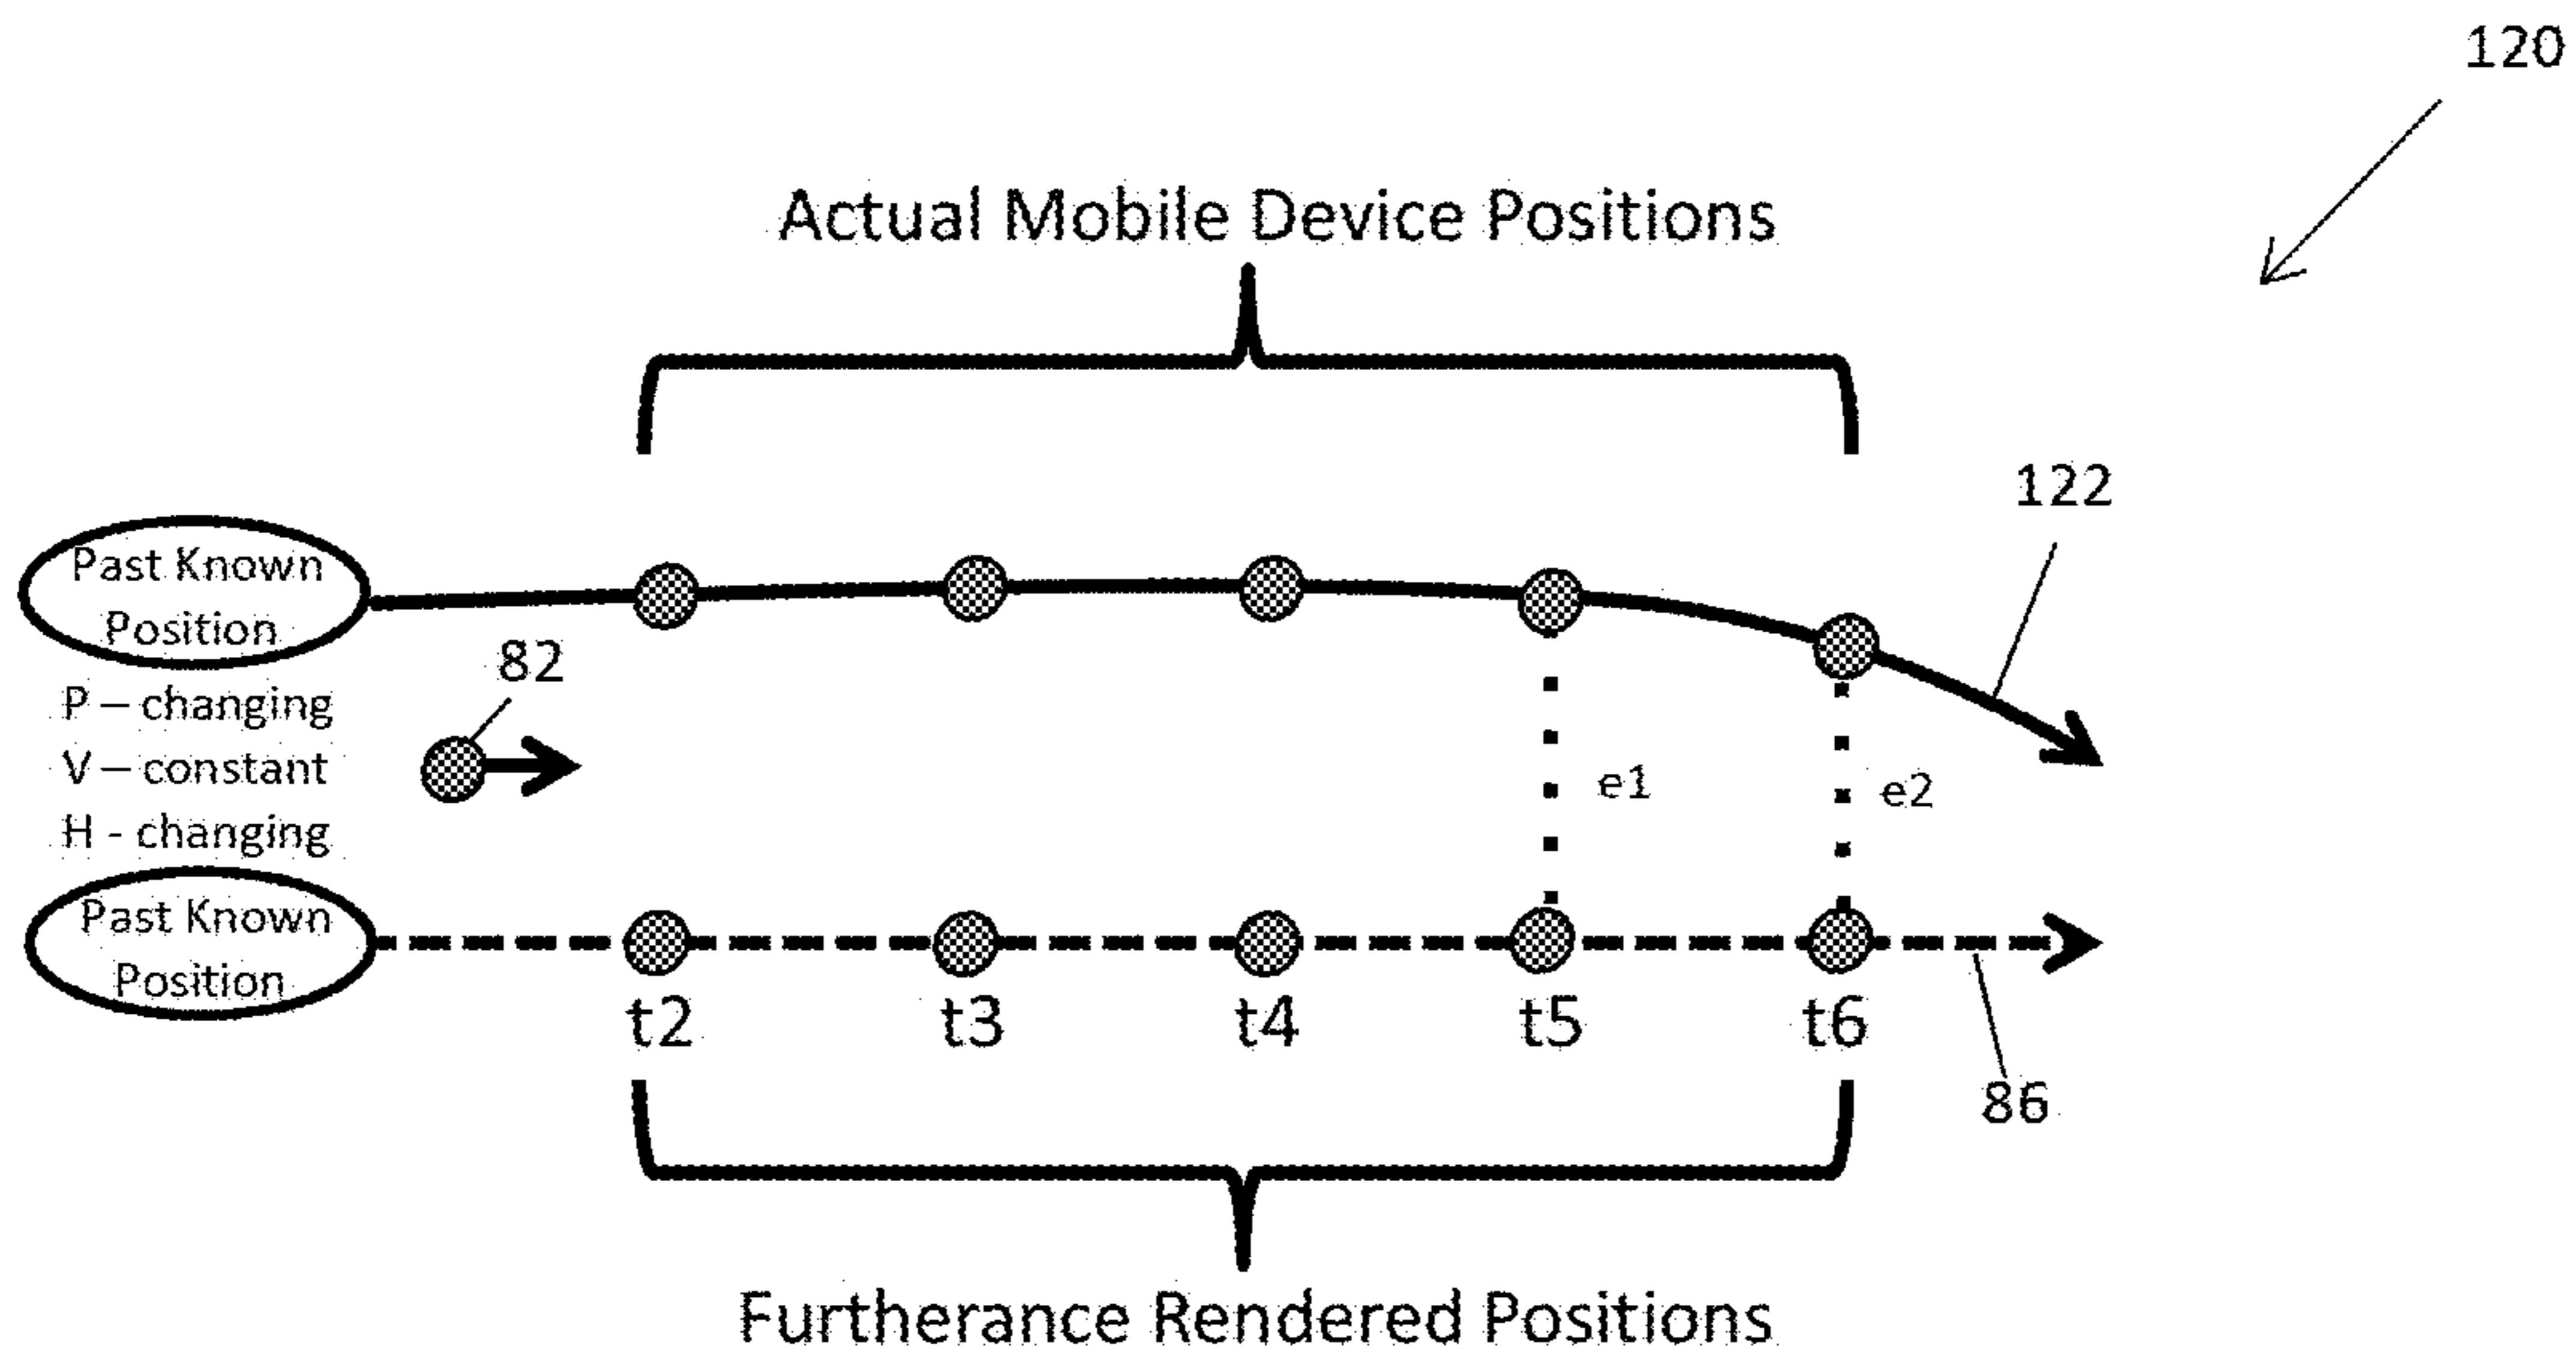 120
Actual Mobile Device Positions
122
Past Known
Position
82
P – changing
V – constant
H - changing
e1
e2
Past Known
Position
t2 t3 t4 t5 t6
86
Furtherance Rendered Positions